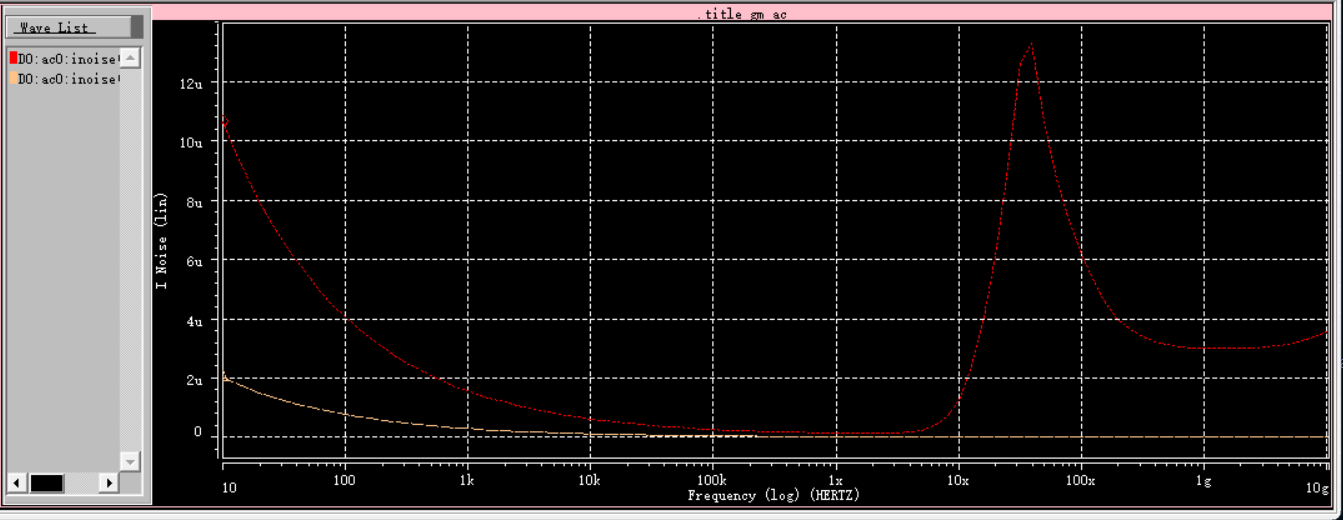 .title gm ac
Wave List
D0:ac0:inoise
D0:ac0:inoise
12u
10u
8u
6u
4u
2u
0
I Noise (lin)
10
100
1k
10k
100k
1x
10x
100x
1g
10g
Frequency (log) (HERTZ)